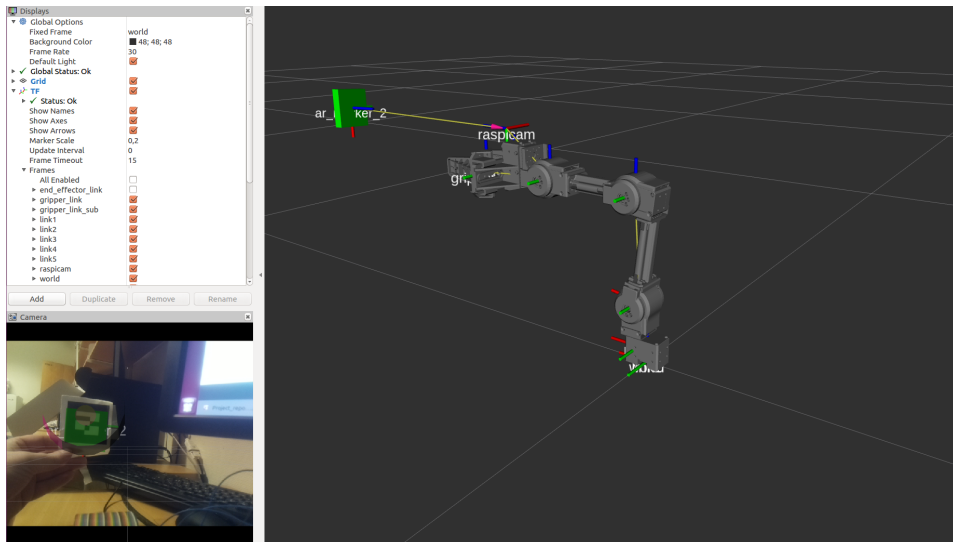 Displays
Global Options
Fixed Frame world
Background Color 48; 48; 48
Frame Rate 30
Default Light
Global Status: Ok
Grid
TF
Status: Ok
Show Names
Show Axes
Show Arrows
Marker Scale 0,2
Update Interval 0
Frame Timeout 15
Frames
All Enabled
end_effector_link
gripper_link
gripper_link_sub
link1
link2
link3
link4
link5
raspicam
world
Add Duplicate Remove Rename
Camera
ker_2
raspicam